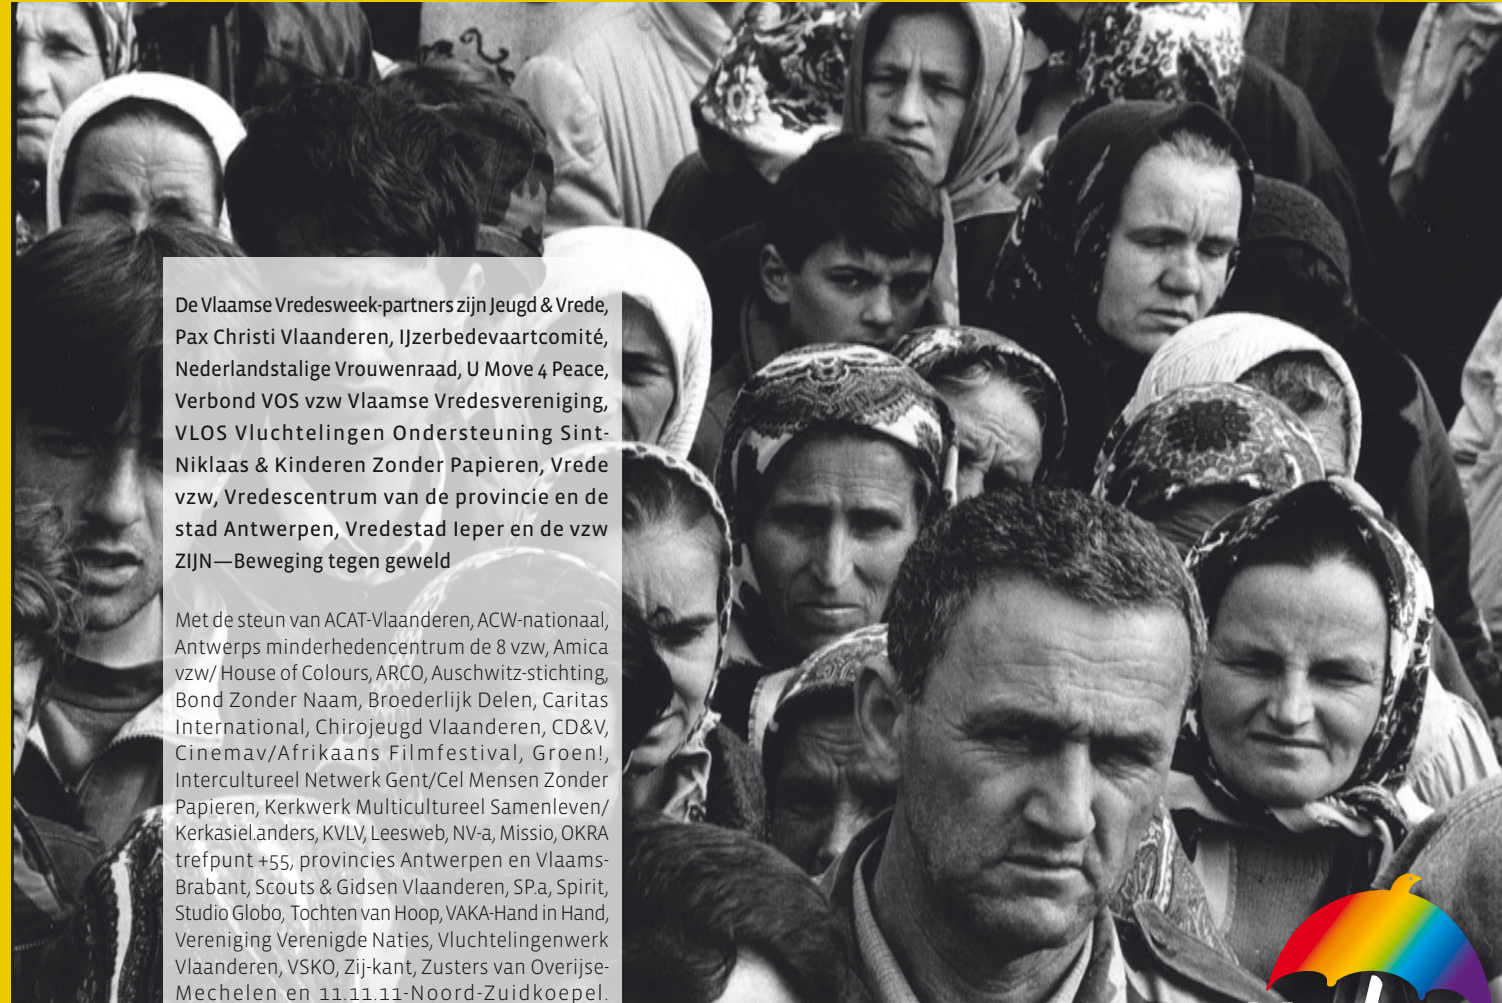 De Vlaamse Vredesweek-partners zijn Jeugd & Vrede,
Pax Christi Vlaanderen, IJzerbedevaartcomité,
Nederlandstalige Vrouwenraad, U Move 4 Peace,
Verbond VOS vzw Vlaamse Vredesvereniging,
VLOS Vluchtelingen Ondersteuning Sint-
Niklaas & Kinderen Zonder Papieren, Vrede
vzw, Vredescentrum van de provincie en de
stad Antwerpen, Vredestad Ieper en de vzw
ZIJN—Beweging tegen geweld
Met de steun van ACAT-Vlaanderen, ACW-nationaal,
Antwerps minderhedencentrum de 8 vzw, Amica
vzw/ House of Colours, ARCO, Auschwitz-stichting,
Bond Zonder Naam, Broederlijk Delen, Caritas
International, Chirojeugd Vlaanderen, CD&V,
Cinemav/Afrikaans Filmfestival, Groen!,
Intercultureel Netwerk Gent/Cel Mensen Zonder
Papieren, Kerkwerk Multicultureel Samenleven/
Kerkasiel.anders, KVLV, Leesweb, NV-a, Missio, OKRA
trefpunt +55, provincies Antwerpen en Vlaams-
Brabant, Scouts & Gidsen Vlaanderen, SP.a, Spirit,
Studio Globo, Tochten van Hoop, VAKA-Hand in Hand,
Vereniging Verenigde Naties, Vluchtelingenwerk
Vlaanderen, VSKO, Zij-kant, Zusters van Overijse-
Mechelen en 11.11.11-Noord-Zuidkoepel.